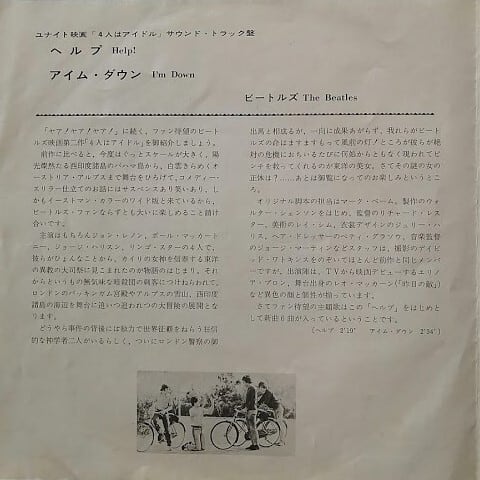 ユナイト映画「4人はアイドル」サウンド・トラック盤
ヘルプ Help!
アイム・ダウン I'm Down
ビートルズ The Beatles
「ヤァ!ヤァ!ヤァ!」に続く，ファン待望のビート
ルズ映画第二作「4人はアイドル」を御紹介しましょう。
前作に比べると，今度はぐっとスケールが大きく，陽
光燦然たる西印度諸島のバハマ島から，白雲きらめくオ
ーストリア・アルプスまで舞台をひろげて，コメディー・
スリラー仕立てのお話にはサスペンスあり笑いあり，し
かもイーストマン・カラーのワイド版と来ているから，
ビートルズ・ファンならずとも大いに楽しめること請け
合いです。
主演はもちろんジョン・レノン，ポール・マッカート
ニー，ジョージ・ハリスン，リンゴ・スターの4人で，
彼らがひょんなことから，カイリの女神を信奉する東洋
の異教の大司祭に見こまれたのが物語のはじまり，それ
からというもの無気味な暗殺団の刺客につけねらわれて，
ロンドンのバッキンガム宮殿やアルプスの雪山，西印度
諸島の海辺を舞台に追いつ追われつの大冒険の展開とな
ります。
どうやら事件の背後には独力で世界征覇をねらう狂信
的な神学者二人がいるらしく，ついにロンドン警察の御
出馬と相成るが，一向に成果あがらず，我れらがビート
ルズの命はますますもって風前の灯！ところが彼らが絶
対の危機におちいるたびに何処からともなく現われてピ
ンチを救ってくれるのが東洋の美女。さてその謎の女の
正体は？……あとは御覧になってのお楽しみというとこ
ろ。
オリジナル脚本の担当はマーク・ベーム，製作のウォ
ルター・シェンソンをはじめ，監督のリチャード・レス
ター，美術のレイ・シム，衣裳デザインのジュリー・ハ
リス，ヘアー・ドレッサーのベティ・グラソウ，音楽監督
のジョージ・マーティンなどスタッフは，撮影のデイビ
ッド・ワトキンスをのぞいてほとんど前作と同じメンバ
ーですが，出演陣は，TVから映画デビューするエリノ
ア・ブロン，舞台出身のレオ・マッカーン「昨日の敵」
など異色の顔と個性が揃っています。
さてファン待望の主題歌はこの「ヘルプ」をはじめと
して新曲6曲が入っているということです。
〔ヘルプ 2'19" アイム・ダウン 2'34"〕